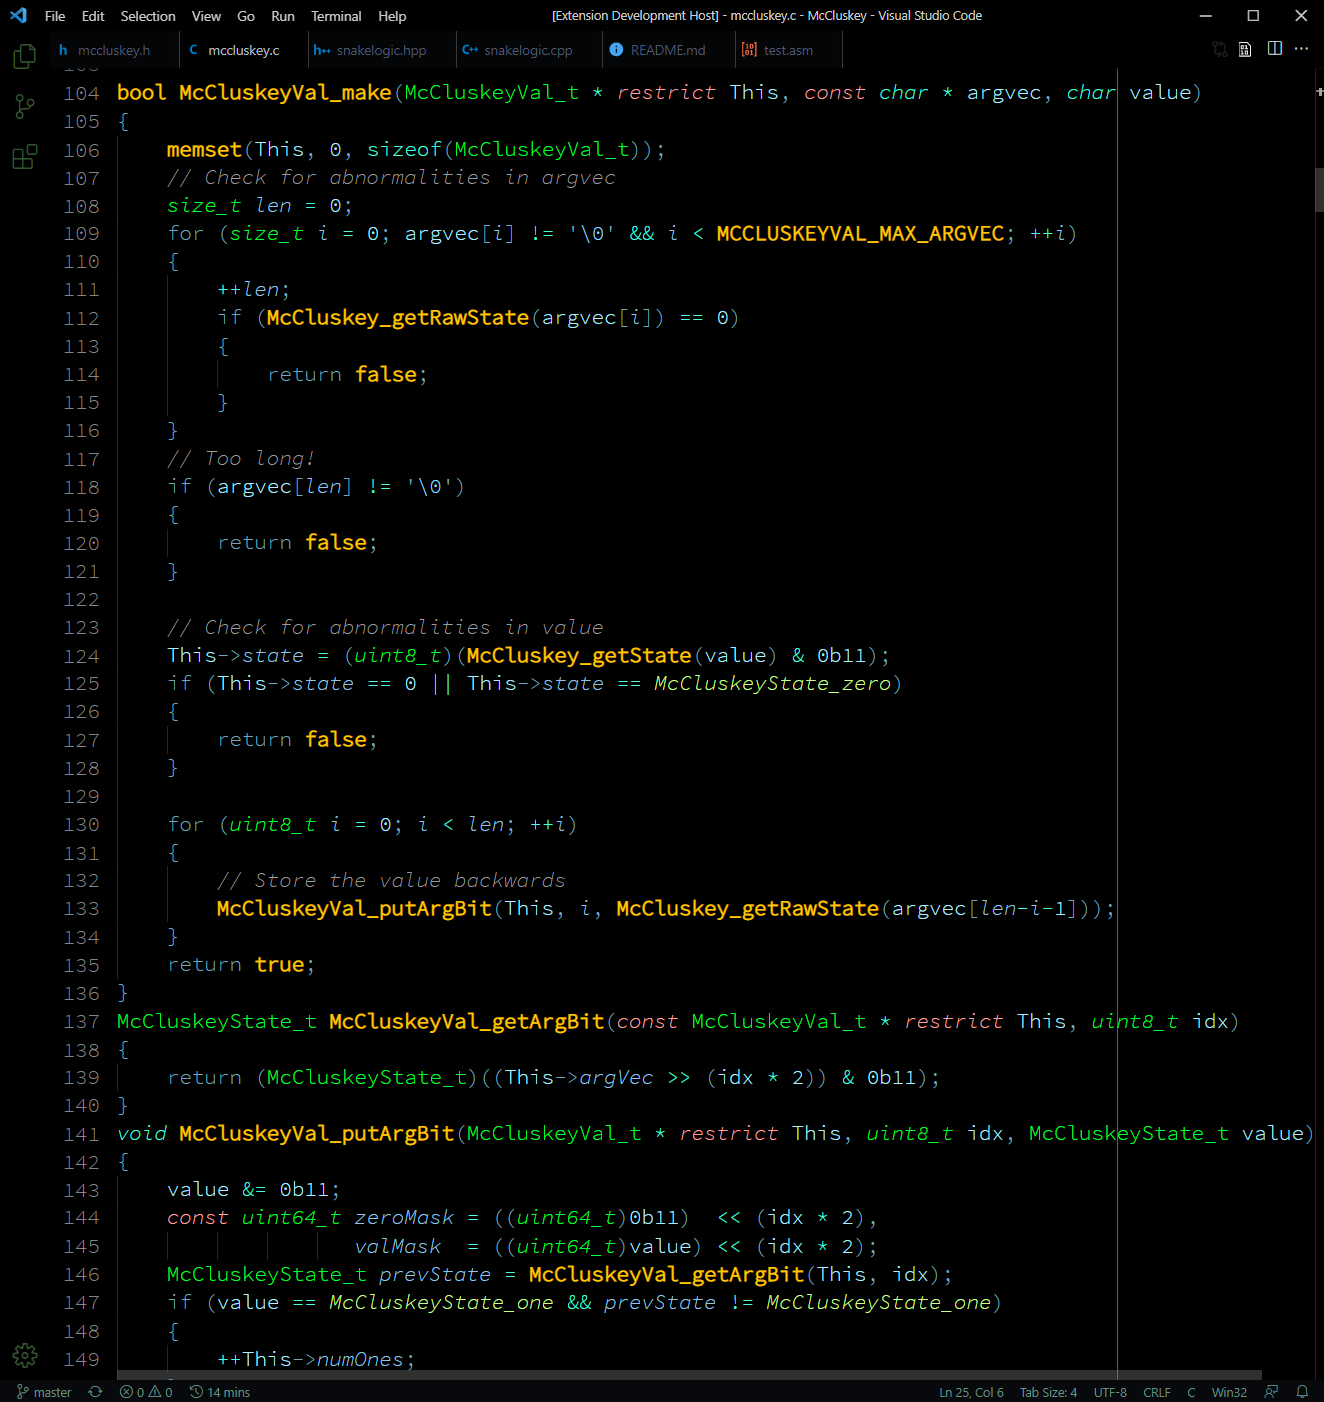 File Edit Selection View Go Run Terminal Help [Extension Development Host] - mccluskey.c - McCluskey - Visual Studio Code
h mccluskey.h C mccluskey.c h++ snakelogic.hpp C++ snakelogic.cpp README.md test.asm
104 bool McCluskeyVal_make(McCluskeyVal_t * restrict This, const char * argvec, char value)
105 {
106 memset(This, 0, sizeof(McCluskeyVal_t));
107 // Check for abnormalities in argvec
108 size_t len = 0;
109 for (size_t i = 0; argvec[i] != '\0' && i < MCCLUSKEYVAL_MAX_ARGVEC; ++i)
110 {
111 ++len;
112 if (McCluskey_getRawState(argvec[i]) == 0)
113 {
114 return false;
115 }
116 }
117 // Too long!
118 if (argvec[len] != '\0')
119 {
120 return false;
121 }
122
123 // Check for abnormalities in value
124 This->state = (uint8_t)(McCluskey_getState(value) & 0b11);
125 if (This->state == 0 || This->state == McCluskeyState_zero)
126 {
127 return false;
128 }
129
130 for (uint8_t i = 0; i < len; ++i)
131 {
132 // Store the value backwards
133 McCluskeyVal_putArgBit(This, i, McCluskey_getRawState(argvec[len-i-1]));
134 }
135 return true;
136 }
137 McCluskeyState_t McCluskeyVal_getArgBit(const McCluskeyVal_t * restrict This, uint8_t idx)
138 {
139 return (McCluskeyState_t)((This->argVec >> (idx * 2)) & 0b11);
140 }
141 void McCluskeyVal_putArgBit(McCluskeyVal_t * restrict This, uint8_t idx, McCluskeyState_t value)
142 {
143 value &= 0b11;
144 const uint64_t zeroMask = ((uint64_t)0b11) << (idx * 2),
145 valMask = ((uint64_t)value) << (idx * 2);
146 McCluskeyState_t prevState = McCluskeyVal_getArgBit(This, idx);
147 if (value == McCluskeyState_one && prevState != McCluskeyState_one)
148 {
149 ++This->numOnes;
master 0 0 14 mins Ln 25, Col 6 Tab Size: 4 UTF-8 CRLF C Win32